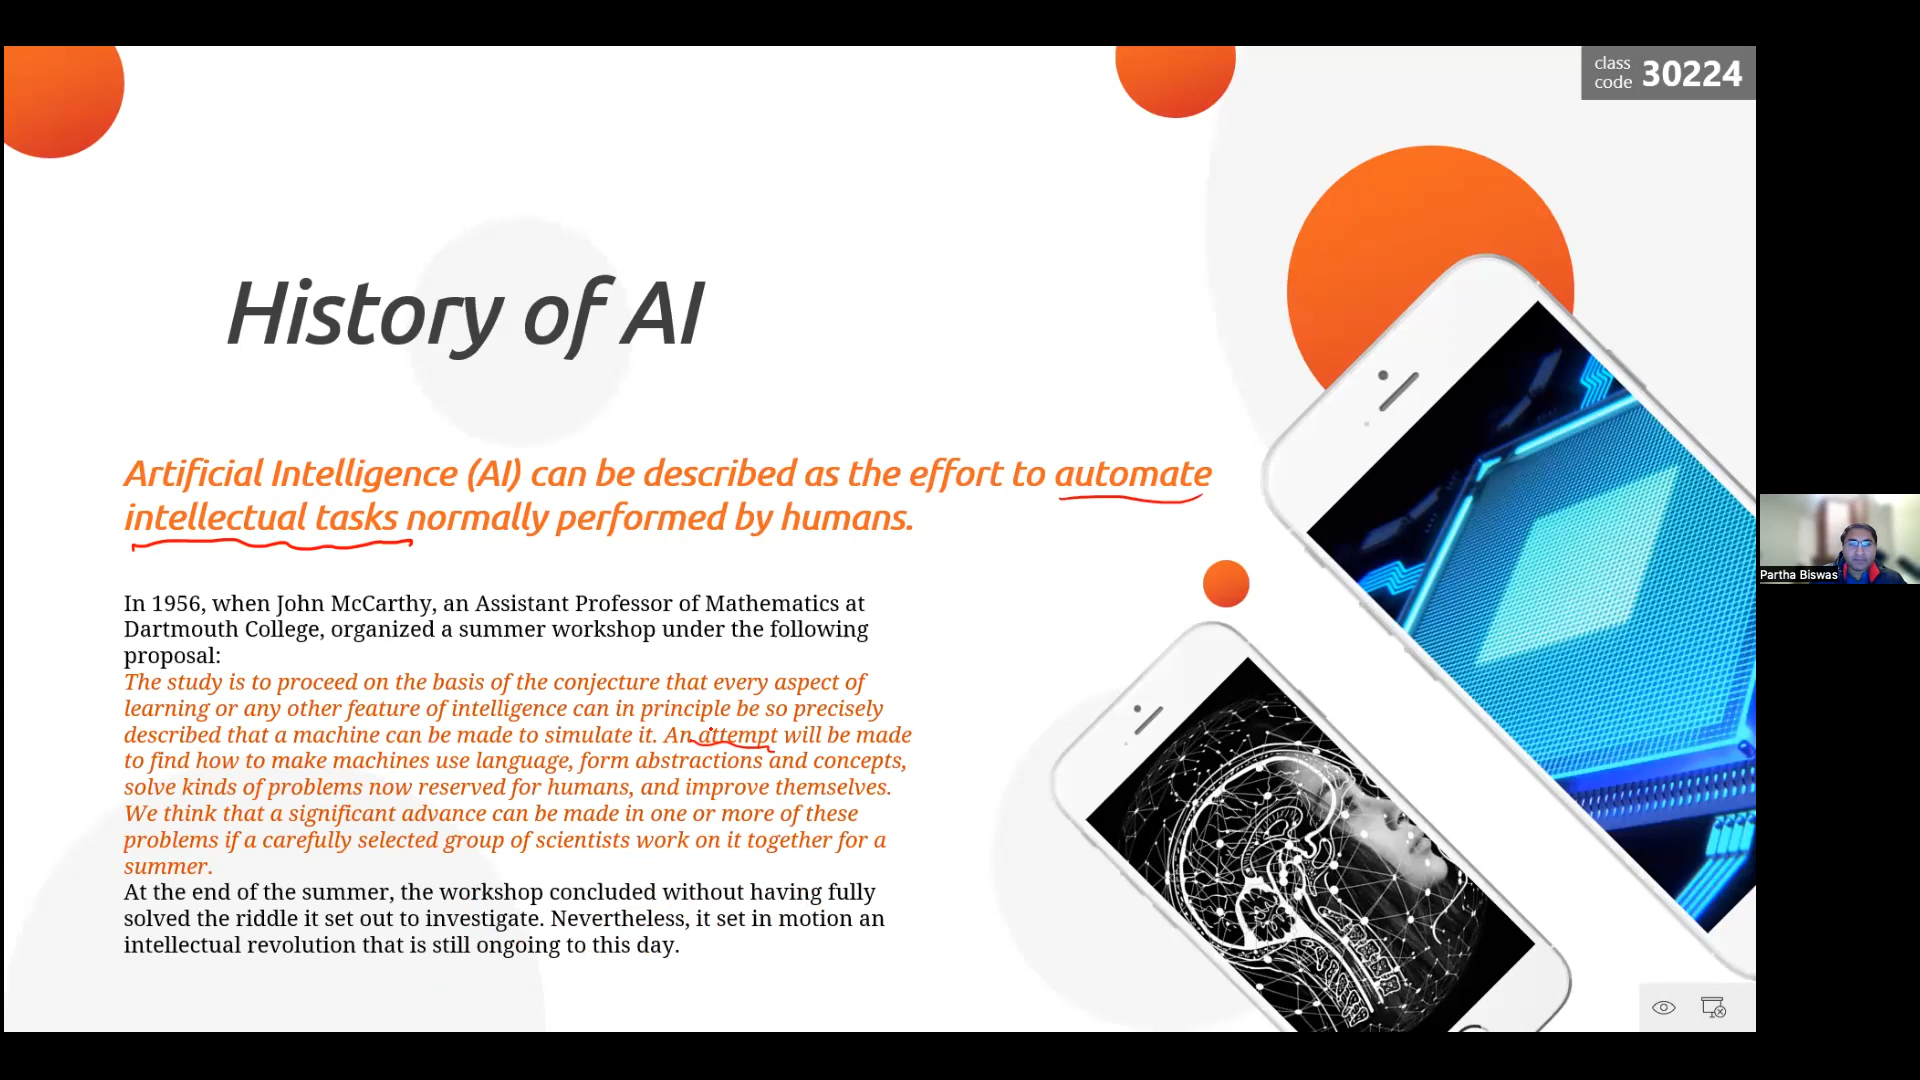 class
code 30224
History of AI
Artificial Intelligence (AI) can be described as the effort to automate
intellectual tasks normally performed by humans.
In 1956, when John McCarthy, an Assistant Professor of Mathematics at
Dartmouth College, organized a summer workshop under the following
proposal:
The study is to proceed on the basis of the conjecture that every aspect of
learning or any other feature of intelligence can in principle be so precisely
described that a machine can be made to simulate it. An attempt will be made
to find how to make machines use language, form abstractions and concepts,
solve kinds of problems now reserved for humans, and improve themselves.
We think that a significant advance can be made in one or more of these
problems if a carefully selected group of scientists work on it together for a
summer.
At the end of the summer, the workshop concluded without having fully
solved the riddle it set out to investigate. Nevertheless, it set in motion an
intellectual revolution that is still ongoing to this day.
Partha Biswas